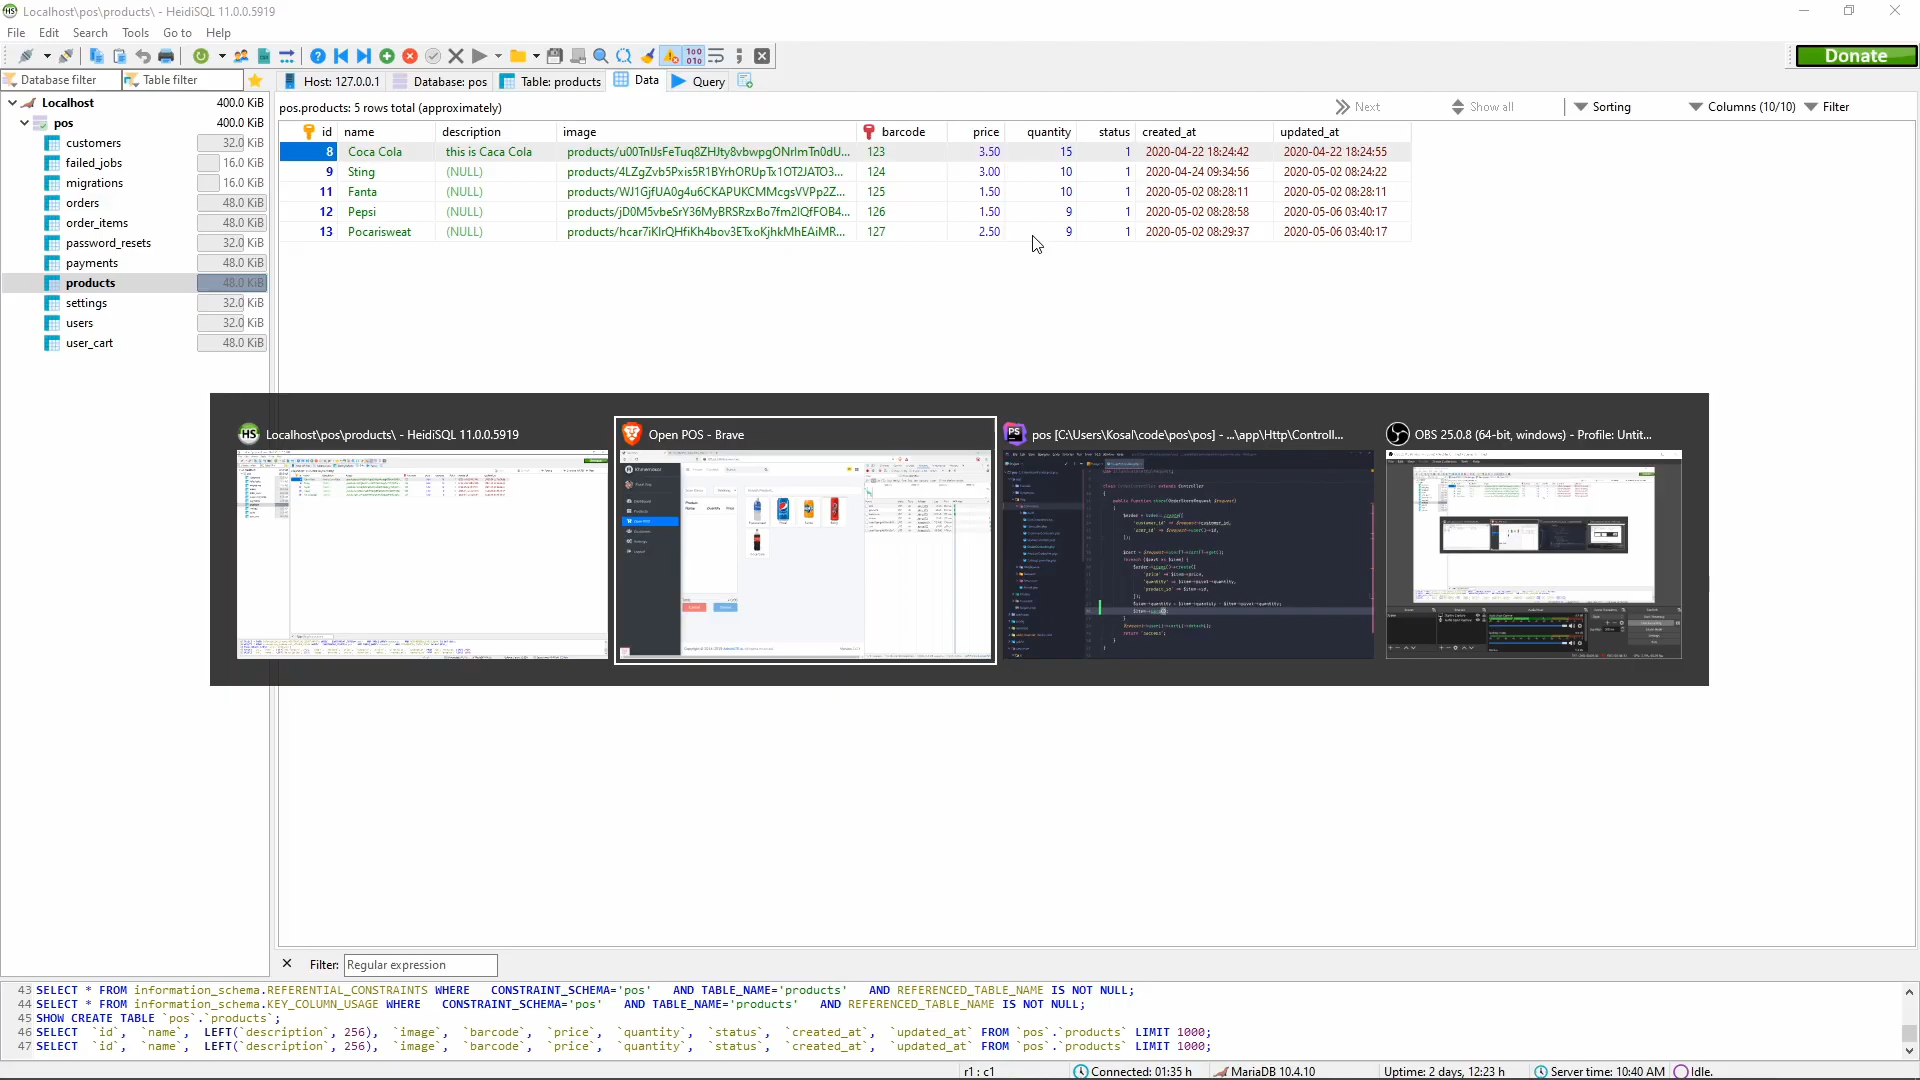 Localhost\pos\products\ - HeidiSQL 11.0.0.5919
File Edit Search Tools Go to Help
Donate
Database filter Table filter Host: 127.0.0.1 Database: pos Table: products Data Query
Localhost 400.0 KiB
pos 400.0 KiB
customers 32.0 KiB
failed_jobs 16.0 KiB
migrations 16.0 KiB
orders 48.0 KiB
order_items 48.0 KiB
password_resets 32.0 KiB
payments 48.0 KiB
products 48.0 KiB
settings 32.0 KiB
users 32.0 KiB
user_cart 48.0 KiB
pos.products: 5 rows total (approximately) Next Show all Sorting Columns (10/10) Filter
id name description image barcode price quantity status created_at updated_at
8 Coca Cola this is Caca Cola 123 3.50 15 1 2020-04-22 18:24:42 2020-04-22 18:24:55
9 Sting (NULL) 124 3.00 10 1 2020-04-24 09:34:56 2020-05-02 08:24:22
11 Fanta (NULL) 125 1.50 10 1 2020-05-02 08:28:11 2020-05-02 08:28:11
12 Pepsi (NULL) 126 1.50 9 1 2020-05-02 08:28:58 2020-05-06 03:40:17
13 Pocarisweat (NULL) 127 2.50 9 1 2020-05-02 08:29:37 2020-05-06 03:40:17
Localhost\pos\products\ - HeidiSQL 11.0.0.5919
Open POS - Brave
pos [C:\Users\Kosal\code\pos\pos] - ...\app\Http\Controll...
OBS 25.0.8 (64-bit, windows) - Profile: Untit...
Filter: Regular expression
43 SELECT * FROM information_schema.REFERENTIAL_CONSTRAINTS WHERE CONSTRAINT_SCHEMA='pos' AND TABLE_NAME='products' AND REFERENCED_TABLE_NAME IS NOT NULL;
44 SELECT * FROM information_schema.KEY_COLUMN_USAGE WHERE CONSTRAINT_SCHEMA='pos' AND TABLE_NAME='products' AND REFERENCED_TABLE_NAME IS NOT NULL;
45 SHOW CREATE TABLE `pos`.`products`;
46 SELECT `id`, `name`, LEFT(`description`, 256), `image`, `barcode`, `price`, `quantity`, `status`, `created_at`, `updated_at` FROM `pos`.`products` LIMIT 1000;
47 SELECT `id`, `name`, LEFT(`description`, 256), `image`, `barcode`, `price`, `quantity`, `status`, `created_at`, `updated_at` FROM `pos`.`products` LIMIT 1000;
r1 : c1 Connected: 01:35 h MariaDB 10.4.10 Uptime: 2 days, 12:23 h Server time: 10:40 AM Idle.